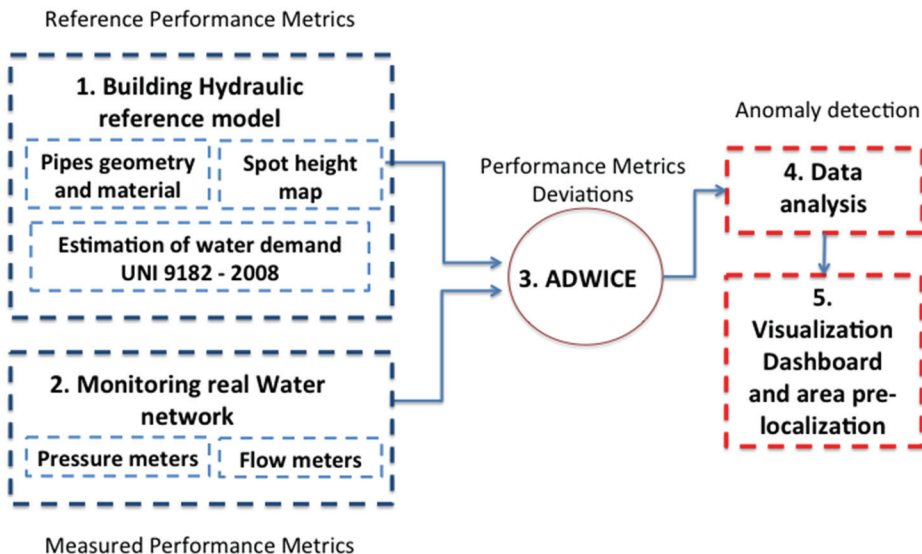 Reference Performance Metrics
1. Building Hydraulic
reference model
Pipes geometry
and material
Spot height
map
Estimation of water demand
UNI 9182 - 2008
2. Monitoring real Water
network
Pressure meters
Flow meters
Measured Performance Metrics
Performance Metrics
Deviations
3. ADWICE
Anomaly detection
4. Data
analysis
5.
Visualization
Dashboard
and area pre-
localization